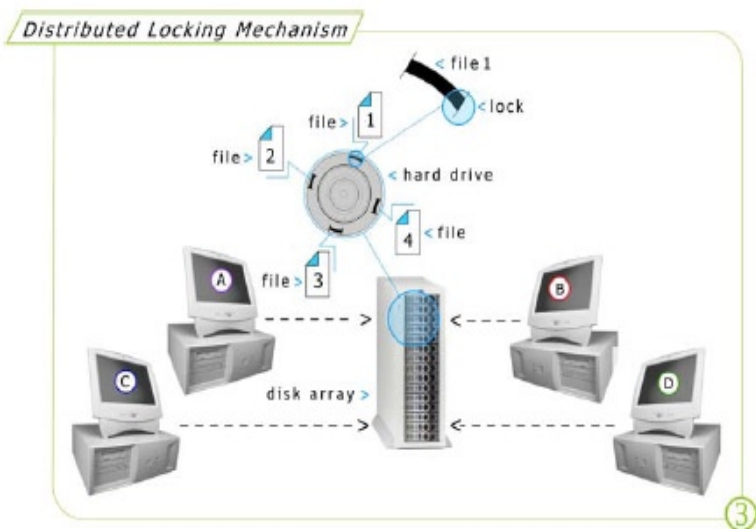 Distributed Locking Mechanism
< file 1
< lock
file > 1
file > 2
< hard drive
4 < file
file > 3
A
B
C
D
disk array >
3